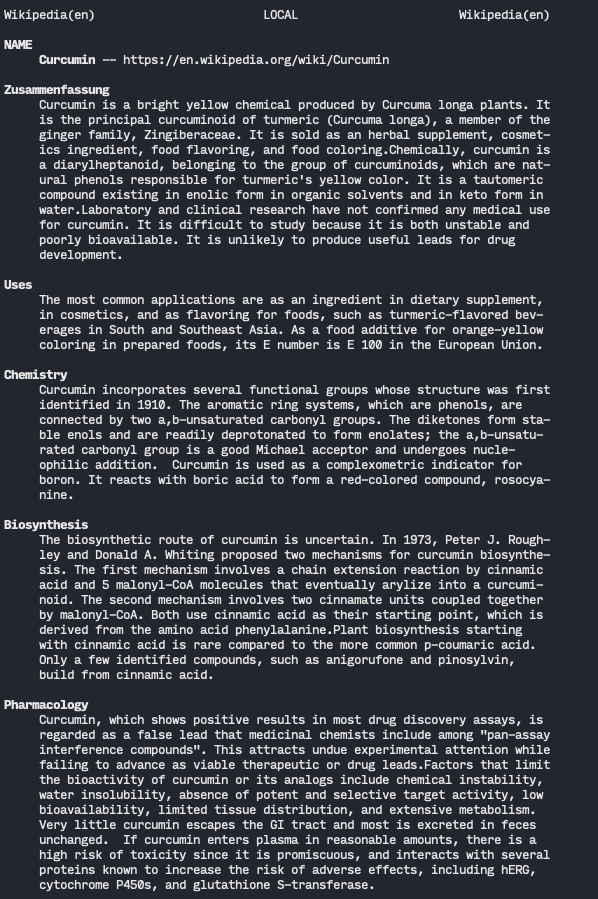 Wikipedia(en) LOCAL Wikipedia(en)
NAME
Curcumin —— https://en.wikipedia.org/wiki/Curcumin
Zusammenfassung
Curcumin is a bright yellow chemical produced by Curcuma longa plants. It
is the principal curcuminoid of turmeric (Curcuma longa), a member of the
ginger family, Zingiberaceae. It is sold as an herbal supplement, cosmet-
ics ingredient, food flavoring, and food coloring.Chemically, curcumin is
a diarylheptanoid, belonging to the group of curcuminoids, which are nat-
ural phenols responsible for turmeric's yellow color. It is a tautomeric
compound existing in enolic form in organic solvents and in keto form in
water.Laboratory and clinical research have not confirmed any medical use
for curcumin. It is difficult to study because it is both unstable and
poorly bioavailable. It is unlikely to produce useful leads for drug
development.
Uses
The most common applications are as an ingredient in dietary supplement,
in cosmetics, and as flavoring for foods, such as turmeric-flavored bev-
erages in South and Southeast Asia. As a food additive for orange-yellow
coloring in prepared foods, its E number is E 100 in the European Union.
Chemistry
Curcumin incorporates several functional groups whose structure was first
identified in 1910. The aromatic ring systems, which are phenols, are
connected by two a,b-unsaturated carbonyl groups. The diketones form sta-
ble enols and are readily deprotonated to form enolates; the a,b-unsatu-
rated carbonyl group is a good Michael acceptor and undergoes nucle-
ophilic addition.  Curcumin is used as a complexometric indicator for
boron. It reacts with boric acid to form a red-colored compound, rosocya-
nine.
Biosynthesis
The biosynthetic route of curcumin is uncertain. In 1973, Peter J. Rough-
ley and Donald A. Whiting proposed two mechanisms for curcumin biosynthe-
sis. The first mechanism involves a chain extension reaction by cinnamic
acid and 5 malonyl-CoA molecules that eventually arylize into a curcumi-
noid. The second mechanism involves two cinnamate units coupled together
by malonyl-CoA. Both use cinnamic acid as their starting point, which is
derived from the amino acid phenylalanine.Plant biosynthesis starting
with cinnamic acid is rare compared to the more common p-coumaric acid.
Only a few identified compounds, such as anigorufone and pinosylvin,
build from cinnamic acid.
Pharmacology
Curcumin, which shows positive results in most drug discovery assays, is
regarded as a false lead that medicinal chemists include among "pan-assay
interference compounds". This attracts undue experimental attention while
failing to advance as viable therapeutic or drug leads.Factors that limit
the bioactivity of curcumin or its analogs include chemical instability,
water insolubility, absence of potent and selective target activity, low
bioavailability, limited tissue distribution, and extensive metabolism.
Very little curcumin escapes the GI tract and most is excreted in feces
unchanged.  If curcumin enters plasma in reasonable amounts, there is a
high risk of toxicity since it is promiscuous, and interacts with several
proteins known to increase the risk of adverse effects, including hERG,
cytochrome P450s, and glutathione S-transferase.